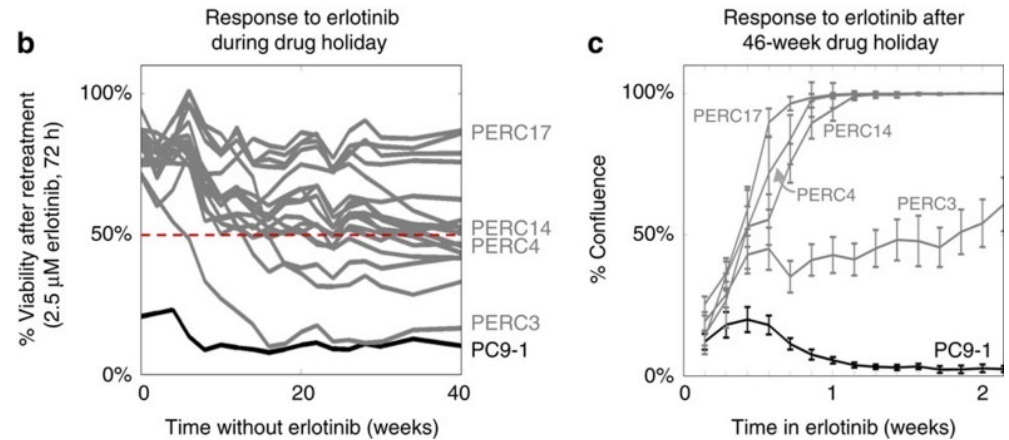 b
Response to erlotinib
during drug holiday
% Viability after retreatment
(2.5 μM erlotinib, 72 h)
100%
50%
0%
PERC17
PERC14
PERC4
PERC3
PC9-1
0
20
40
Time without erlotinib (weeks)
c
Response to erlotinib after
46-week drug holiday
% Confluence
100%
50%
0%
PERC17
PERC14
PERC4
PERC3
PC9-1
0
1
2
Time in erlotinib (weeks)